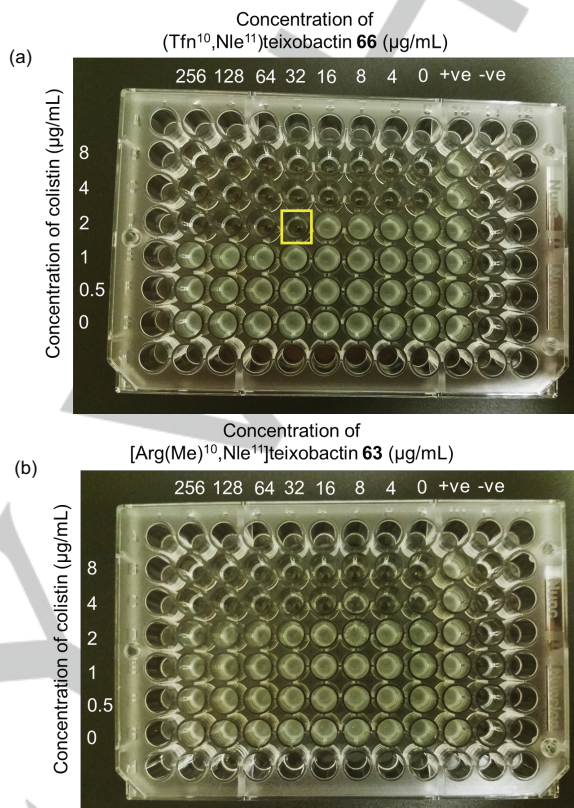 Concentration of
(Tfn¹⁰,Nle¹¹)teixobactin 66 (µg/mL)
(a)
256 128 64 32 16 8 4 0 +ve -ve
Concentration of colistin (µg/mL)
8
4
2
1
0.5
0
Concentration of
[Arg(Me)¹⁰,Nle¹¹]teixobactin 63 (µg/mL)
(b)
256 128 64 32 16 8 4 0 +ve -ve
Concentration of colistin (µg/mL)
8
4
2
1
0.5
0